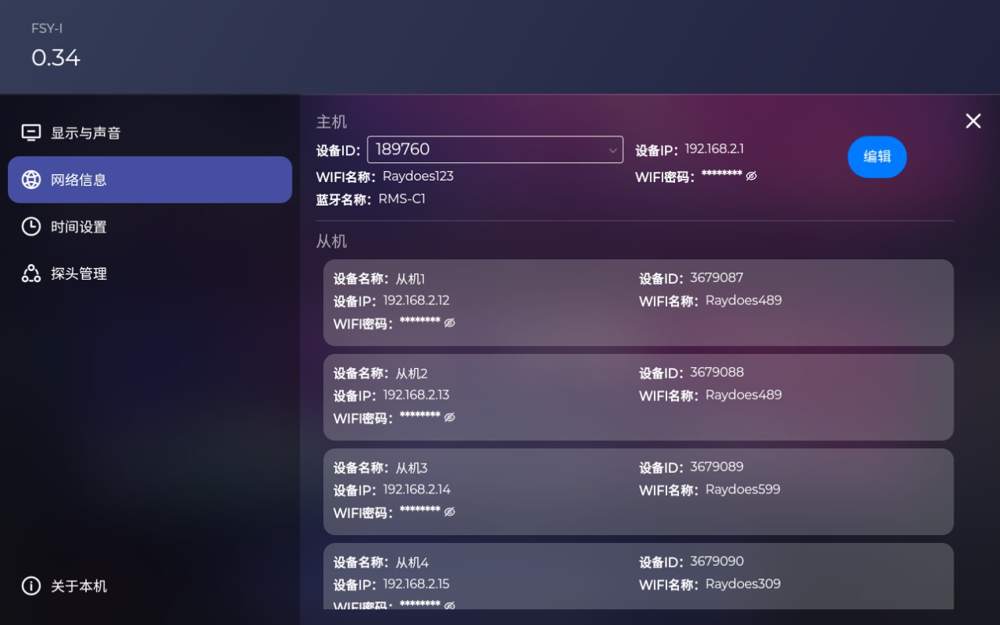 FSY-I
0.34
显示与声音
网络信息
时间设置
探头管理
关于本机
主机
设备ID： 189760 设备IP： 192.168.2.1 编辑
WIFI名称： Raydoes123 WIFI密码： ********
蓝牙名称： RMS-C1
从机
设备名称： 从机1 设备ID： 3679087
设备IP： 192.168.2.12 WIFI名称： Raydoes489
WIFI密码： ********
设备名称： 从机2 设备ID： 3679088
设备IP： 192.168.2.13 WIFI名称： Raydoes489
WIFI密码： ********
设备名称： 从机3 设备ID： 3679089
设备IP： 192.168.2.14 WIFI名称： Raydoes599
WIFI密码： ********
设备名称： 从机4 设备ID： 3679090
设备IP： 192.168.2.15 WIFI名称： Raydoes309
WIFI密码： ********